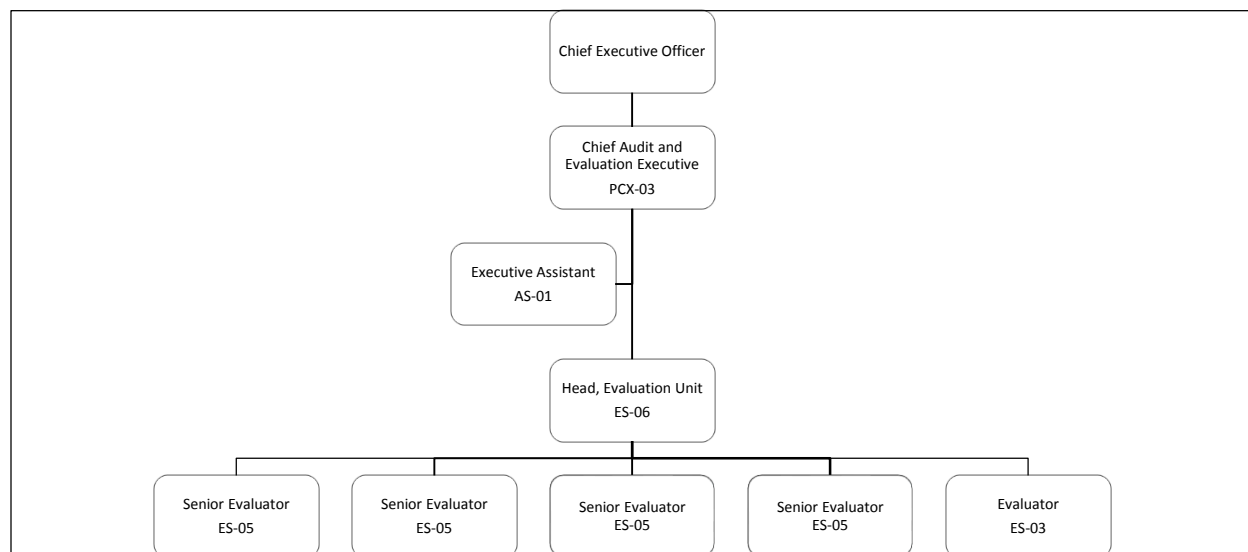 Chief Executive Officer
Chief Audit and
Evaluation Executive
PCX-03
Executive Assistant
AS-01
Head, Evaluation Unit
ES-06
Senior Evaluator
ES-05
Senior Evaluator
ES-05
Senior Evaluator
ES-05
Senior Evaluator
ES-05
Evaluator
ES-03